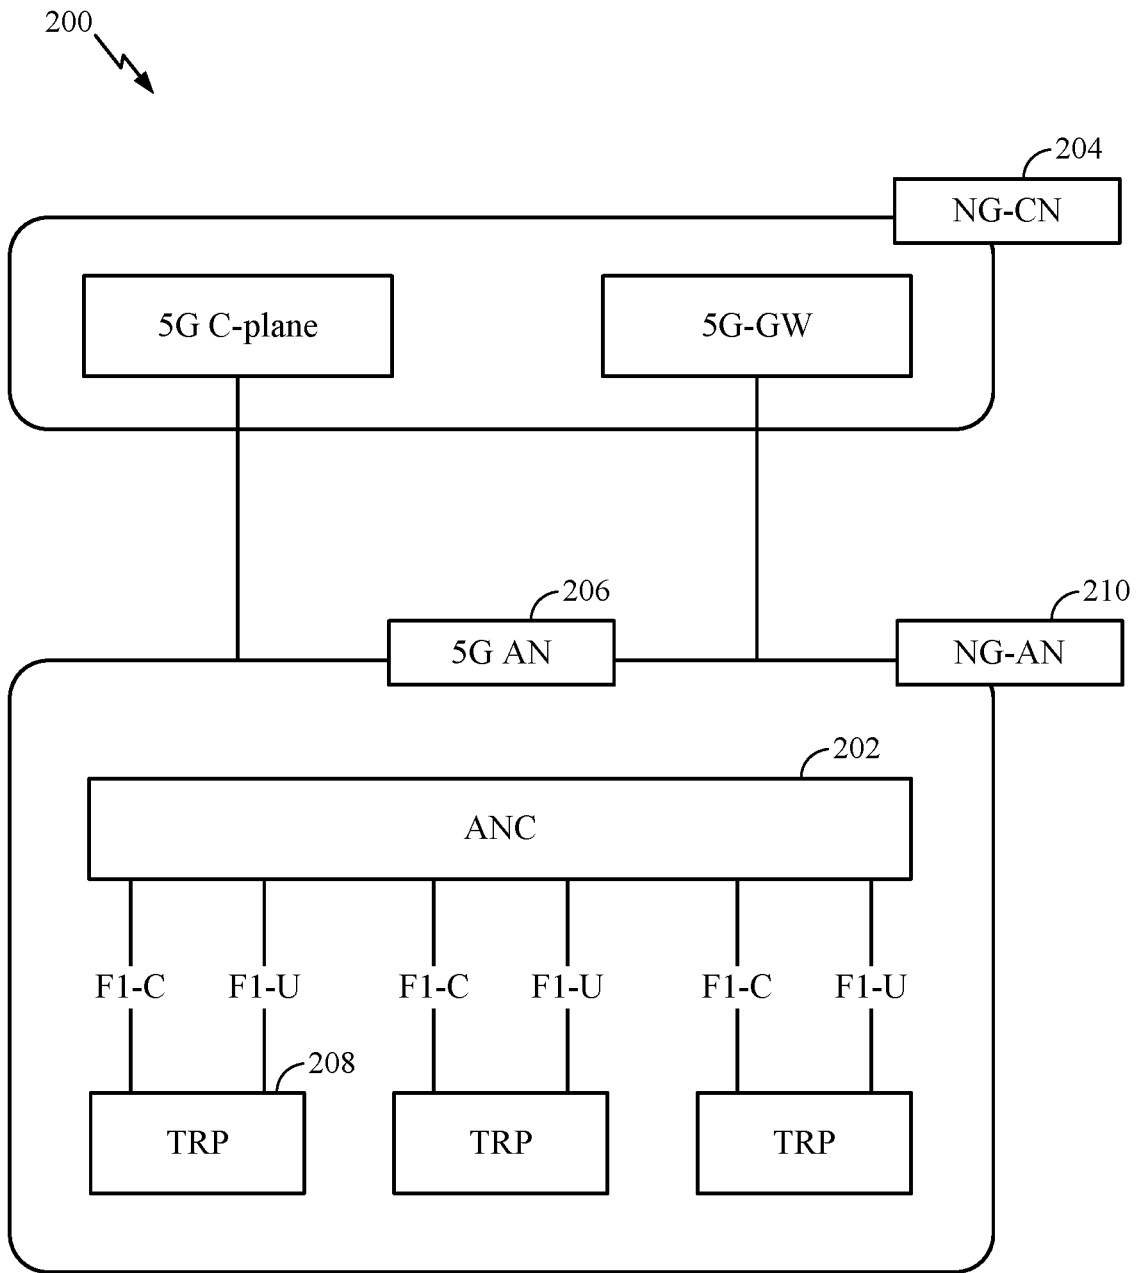 200
204
NG-CN
5G C-plane 5G-GW
206 210
5G AN NG-AN
202
ANC
F1-C F1-U F1-C F1-U F1-C F1-U
208
TRP TRP TRP